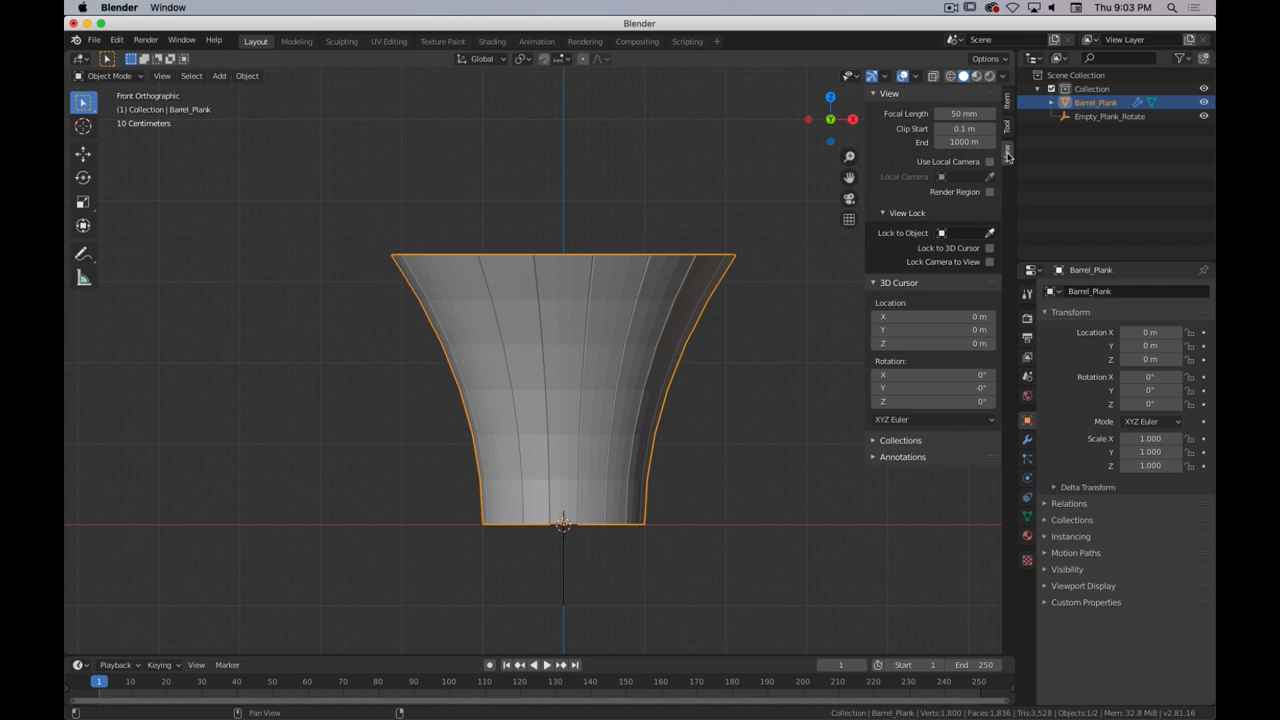 Blender Window Thu 9:03 PM
Blender
File Edit Render Window Help Layout Modeling Sculpting UV Editing Texture Paint Shading Animation Rendering Compositing Scripting + Scene View Layer
Global Options
Object Mode View Select Add Object
Front Orthographic
(1) Collection | Barrel_Plank
10 Centimeters
Z
Y
X
Item
Tool
View
View
Focal Length 50 mm
Clip Start 0.1 m
End 1000 m
Use Local Camera
Local Camera
Render Region
View Lock
Lock to Object
Lock to 3D Cursor
Lock Camera to View
3D Cursor
Location:
X 0 m
Y 0 m
Z 0 m
Rotation:
X 0°
Y -0°
Z 0°
XYZ Euler
Collections
Annotations
Scene Collection
Collection
Barrel_Plank
Empty_Plank_Rotate
Barrel_Plank
Barrel_Plank
Transform
Location X 0 m
Y 0 m
Z 0 m
Rotation X 0°
Y 0°
Z 0°
Mode XYZ Euler
Scale X 1.000
Y 1.000
Z 1.000
Delta Transform
Relations
Collections
Instancing
Motion Paths
Visibility
Viewport Display
Custom Properties
Playback Keying View Marker 1 Start 1 End 250
1 10 20 30 40 50 60 70 80 90 100 110 120 130 140 150 160 170 180 190 200 210 220 230 240 250
Pan View Collection | Barrel_Plank | Verts:1,800 | Faces:1,836 | Tris:3,528 | Objects:1/2 | Mem: 32.8 MiB | v2.81.16